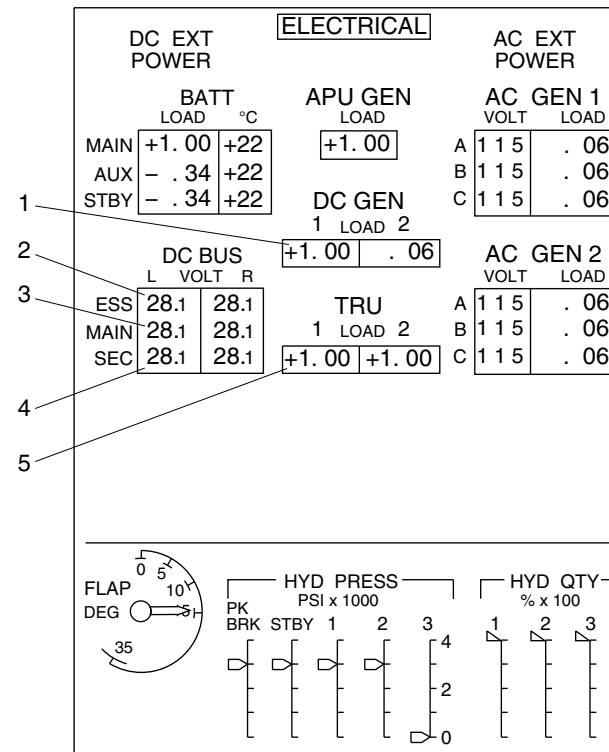 ELECTRICAL
DC EXT
POWER
AC EXT
POWER
BATT
LOAD °C
MAIN +1.00 +22
AUX – .34 +22
STBY – .34 +22
APU GEN
LOAD
+1.00
AC GEN 1
VOLT LOAD
A 115 .06
B 115 .06
C 115 .06
1
DC GEN
1 LOAD 2
+1.00 .06
2
3
4
DC BUS
L VOLT R
ESS 28.1 28.1
MAIN 28.1 28.1
SEC 28.1 28.1
5
TRU
1 LOAD 2
+1.00 +1.00
AC GEN 2
VOLT LOAD
A 115 .06
B 115 .06
C 115 .06
FLAP
DEG
0
5
10
15
35
HYD PRESS
PSI x 1000
PK
BRK STBY 1 2 3
4
2
0
HYD QTY
% x 100
1 2 3